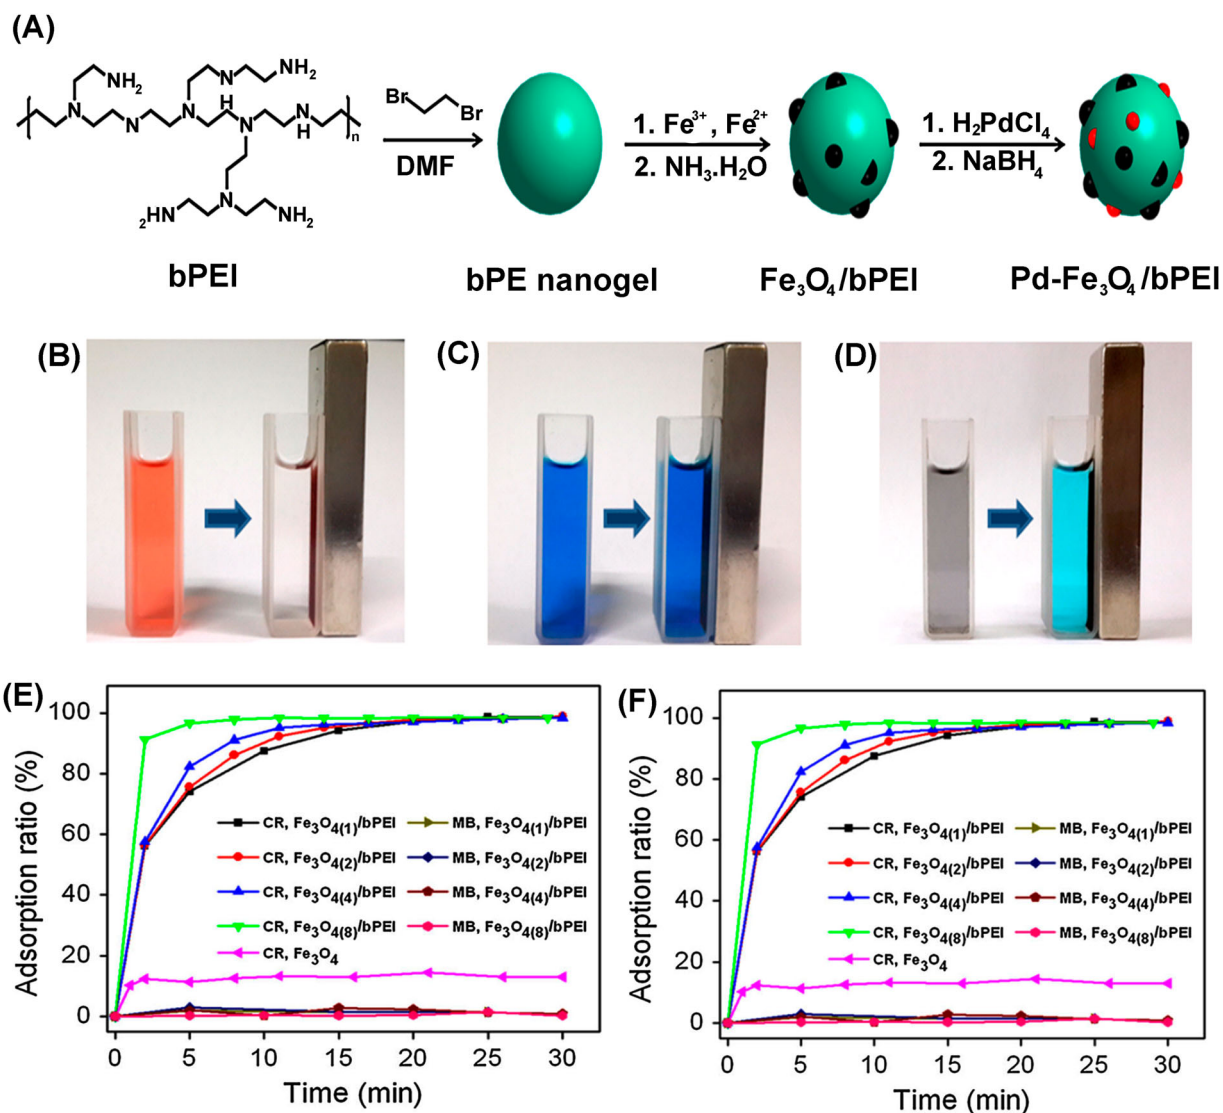 (A)
NH₂
N
N
N
H
NH₂
N
N
N
H
n
₂HN
N
NH₂
Br
Br
DMF
1. Fe³⁺, Fe²⁺
2. NH₃.H₂O
1. H₂PdCl₄
2. NaBH₄
bPEI
bPE nanogel
Fe₃O₄/bPEI
Pd-Fe₃O₄/bPEI
(B)
(C)
(D)
(E)
Adsorption ratio (%)
100
80
60
40
20
0
CR, Fe₃O₄₍₁₎/bPEI
MB, Fe₃O₄₍₁₎/bPEI
CR, Fe₃O₄₍₂₎/bPEI
MB, Fe₃O₄₍₂₎/bPEI
CR, Fe₃O₄₍₄₎/bPEI
MB, Fe₃O₄₍₄₎/bPEI
CR, Fe₃O₄₍₈₎/bPEI
MB, Fe₃O₄₍₈₎/bPEI
CR, Fe₃O₄
0 5 10 15 20 25 30
Time (min)
(F)
Adsorption ratio (%)
100
80
60
40
20
0
CR, Fe₃O₄₍₁₎/bPEI
MB, Fe₃O₄₍₁₎/bPEI
CR, Fe₃O₄₍₂₎/bPEI
MB, Fe₃O₄₍₂₎/bPEI
CR, Fe₃O₄₍₄₎/bPEI
MB, Fe₃O₄₍₄₎/bPEI
CR, Fe₃O₄₍₈₎/bPEI
MB, Fe₃O₄₍₈₎/bPEI
CR, Fe₃O₄
0 5 10 15 20 25 30
Time (min)